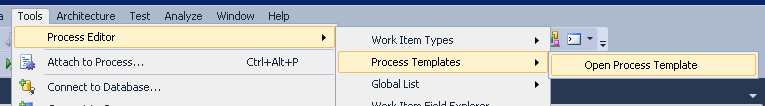 Tools Architecture Test Analyze Window Help
Process Editor
Work Item Types
Attach to Process... Ctrl+Alt+P
Process Templates
Open Process Template
Connect to Database...
Global List
Work Item Field Explorer